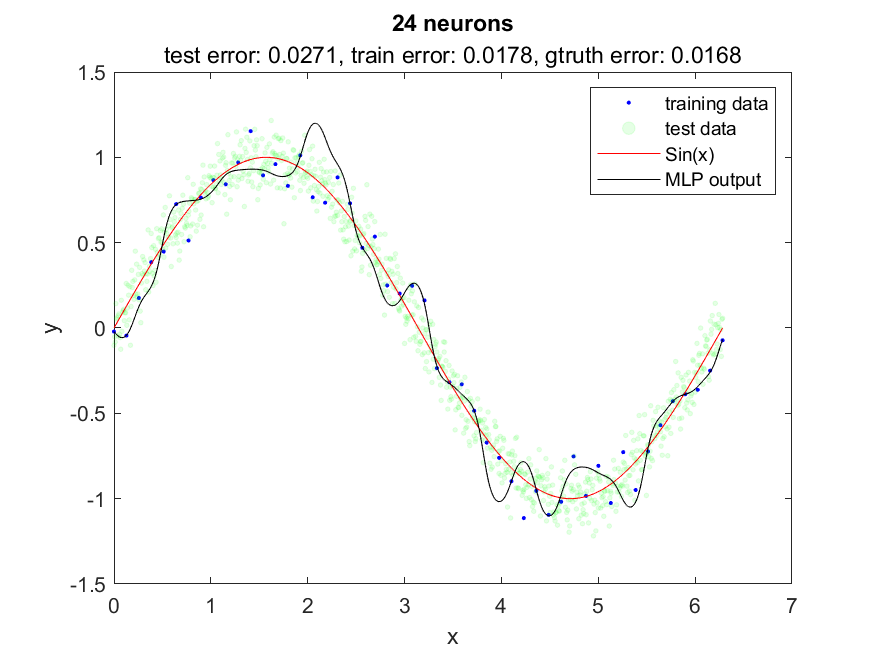 24 neurons
test error: 0.0271, train error: 0.0178, gtruth error: 0.0168
1.5
1
0.5
0
-0.5
-1
-1.5
y
training data
test data
Sin(x)
MLP output
0 1 2 3 4 5 6 7
x